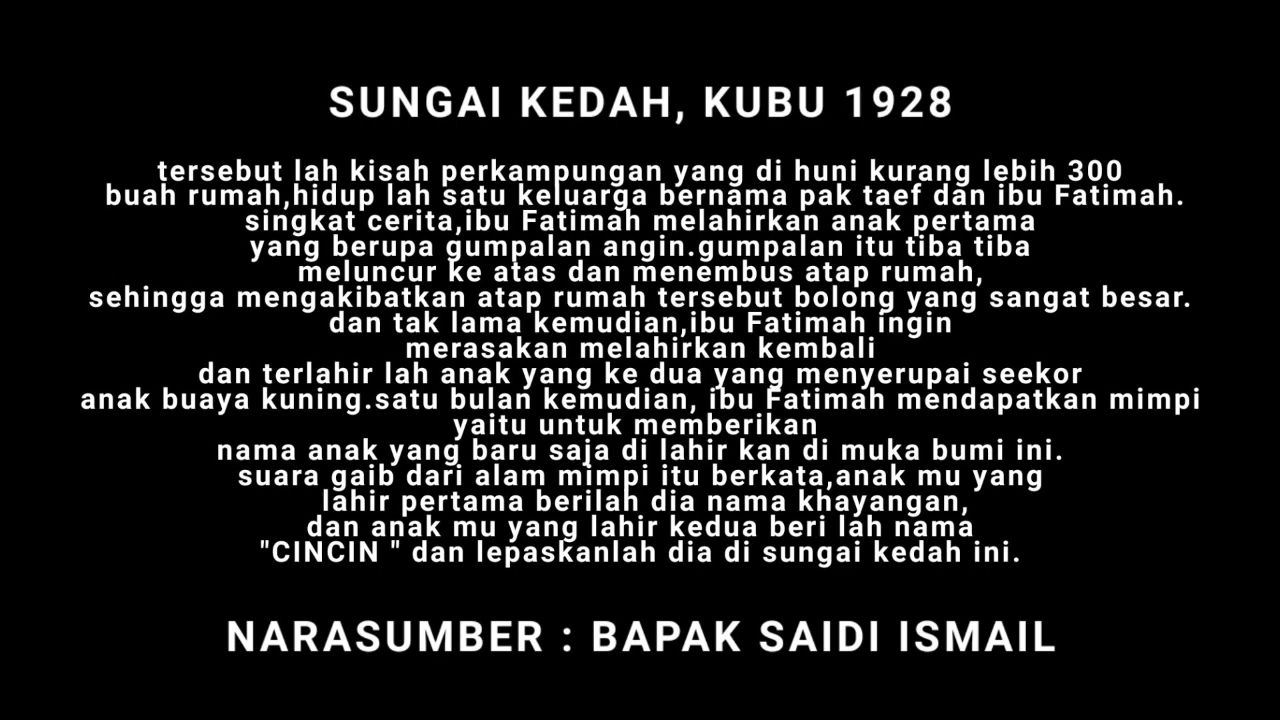 SUNGAI KEDAH, KUBU 1928
tersebut lah kisah perkampungan yang di huni kurang lebih 300
buah rumah,hidup lah satu keluarga bernama pak taef dan ibu Fatimah.
singkat cerita,ibu Fatimah melahirkan anak pertama
yang berupa gumpalan angin.gumpalan itu tiba tiba
meluncur ke atas dan menembus atap rumah,
sehingga mengakibatkan atap rumah tersebut bolong yang sangat besar.
dan tak lama kemudian,ibu Fatimah ingin
merasakan melahirkan kembali
dan terlahir lah anak yang ke dua yang menyerupai seekor
anak buaya kuning.satu bulan kemudian, ibu Fatimah mendapatkan mimpi
yaitu untuk memberikan
nama anak yang baru saja di lahir kan di muka bumi ini.
suara gaib dari alam mimpi itu berkata,anak mu yang
lahir pertama berilah dia nama khayangan,
dan anak mu yang lahir kedua beri lah nama
"CINCIN " dan lepaskanlah dia di sungai kedah ini.
NARASUMBER : BAPAK SAIDI ISMAIL